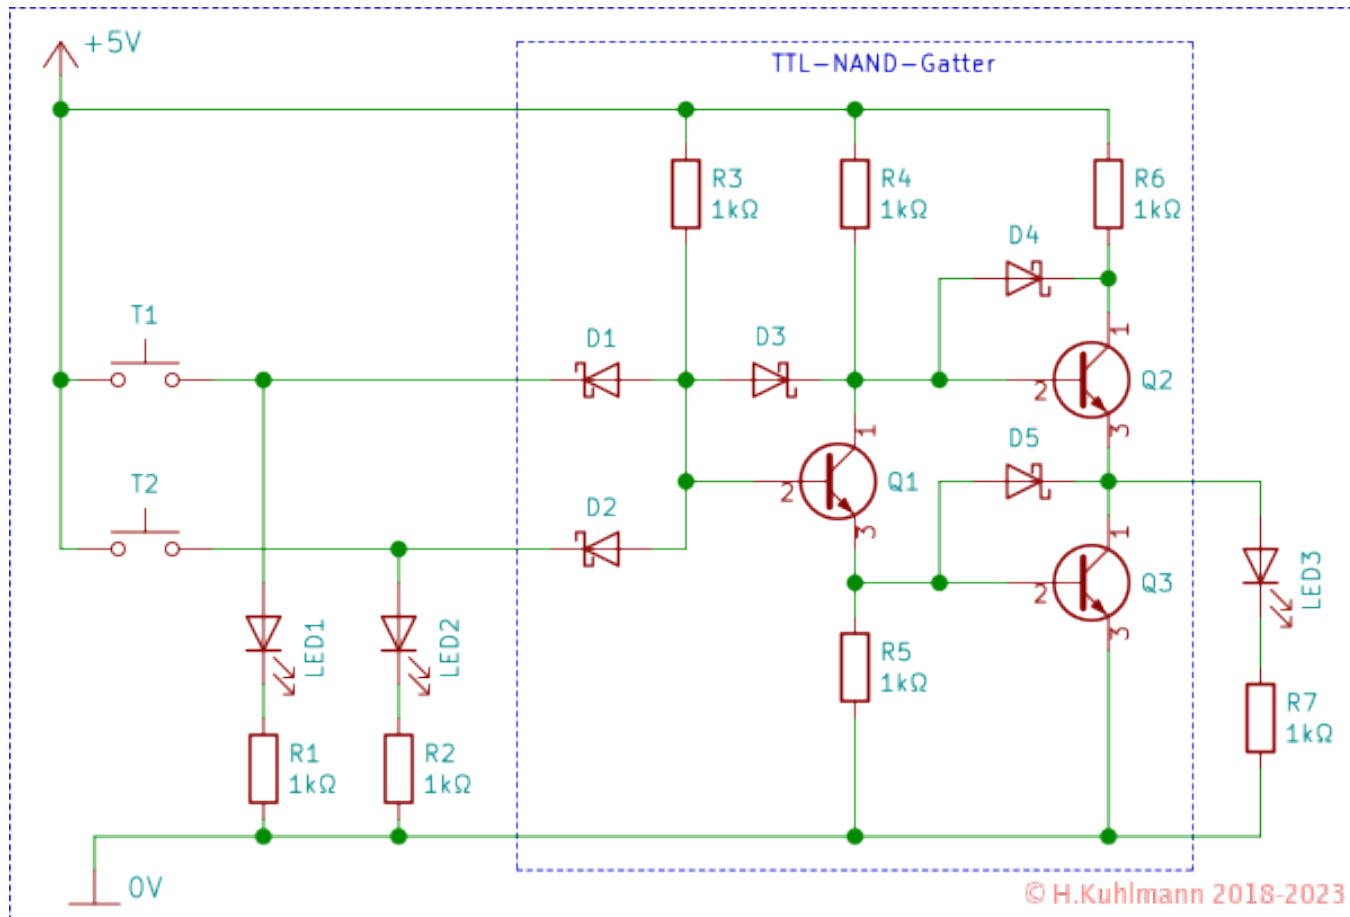 +5V
TTL-NAND-Gatter
R3
1kΩ
R4
1kΩ
R6
1kΩ
D4
T1
D1
D3
1
2
Q2
3
T2
D2
1
2
Q1
3
D5
1
2
Q3
3
LED1
LED2
LED3
R5
1kΩ
R1
1kΩ
R2
1kΩ
R7
1kΩ
0V
© H.Kuhlmann 2018-2023